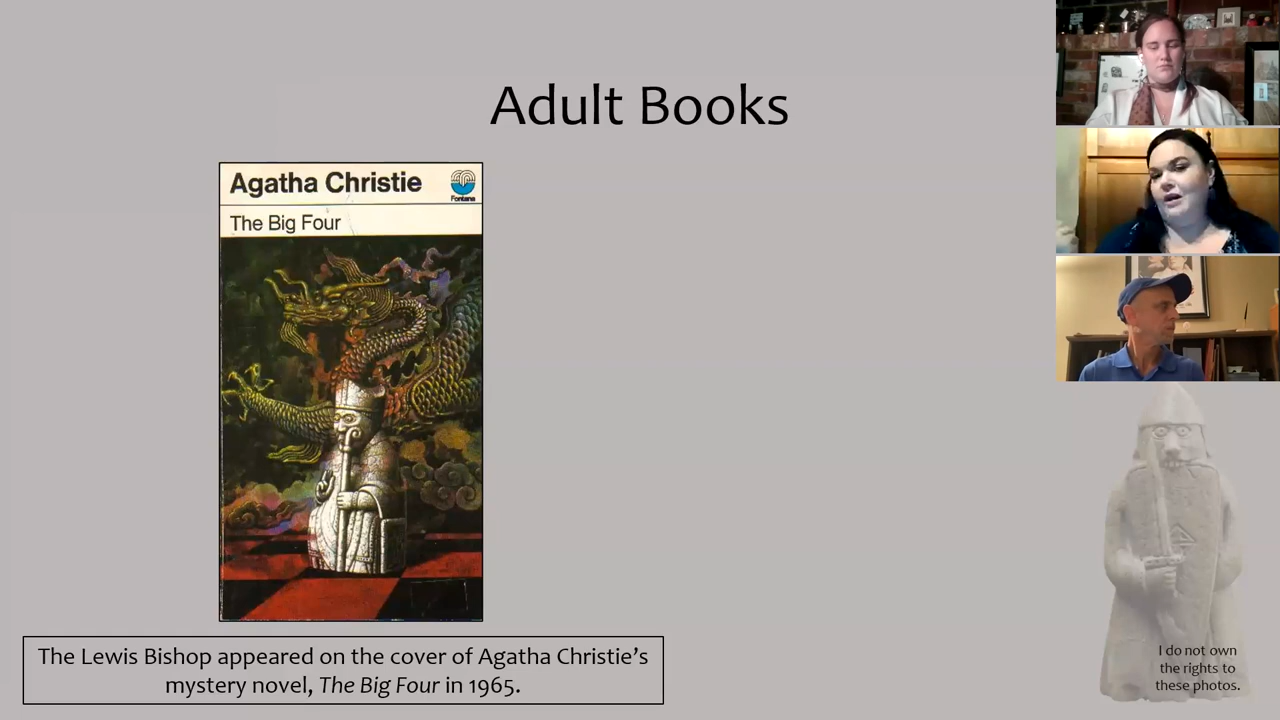 Adult Books
Agatha Christie
Fontana
The Big Four
The Lewis Bishop appeared on the cover of Agatha Christie’s
mystery novel, The Big Four in 1965.
I do not own
the rights to
these photos.